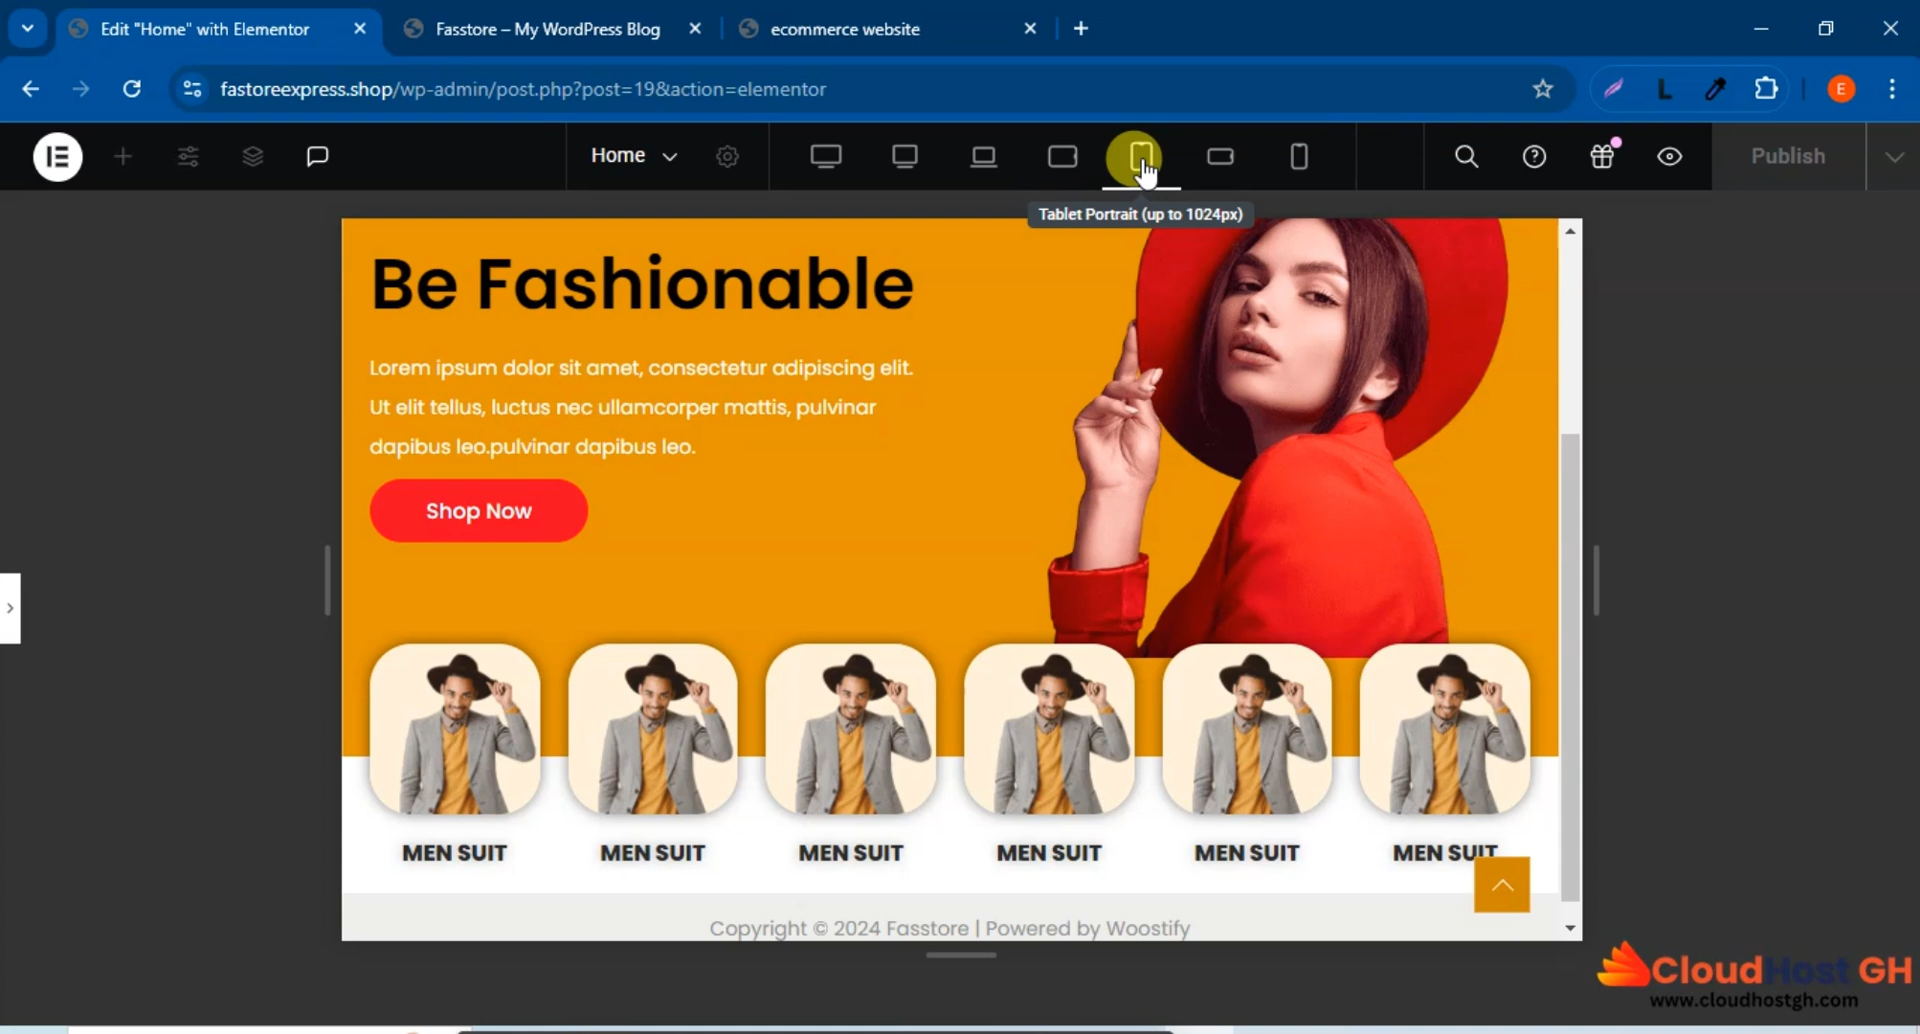 Edit "Home" with Elementor
Fasstore – My WordPress Blog
ecommerce website
fastoreexpress.shop/wp-admin/post.php?post=19&action=elementor
L
E
Home
Publish
Tablet Portrait (up to 1024px)
Be Fashionable
Lorem ipsum dolor sit amet, consectetur adipiscing elit.
Ut elit tellus, luctus nec ullamcorper mattis, pulvinar
dapibus leo.pulvinar dapibus leo.
Shop Now
MEN SUIT
MEN SUIT
MEN SUIT
MEN SUIT
MEN SUIT
MEN SUIT
Copyright © 2024 Fasstore | Powered by Woostify
CloudHost GH
www.cloudhostgh.com